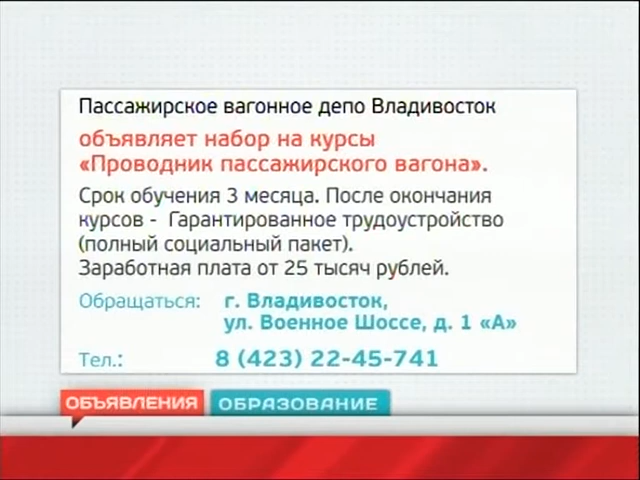 Пассажирское вагонное депо Владивосток
объявляет набор на курсы
«Проводник пассажирского вагона».
Срок обучения 3 месяца. После окончания
курсов - Гарантированное трудоустройство
(полный социальный пакет).
Заработная плата от 25 тысяч рублей.
Обращаться: г. Владивосток,
ул. Военное Шоссе, д. 1 «А»
Тел.: 8 (423) 22-45-741
ОБЪЯВЛЕНИЯ ОБРАЗОВАНИЕ